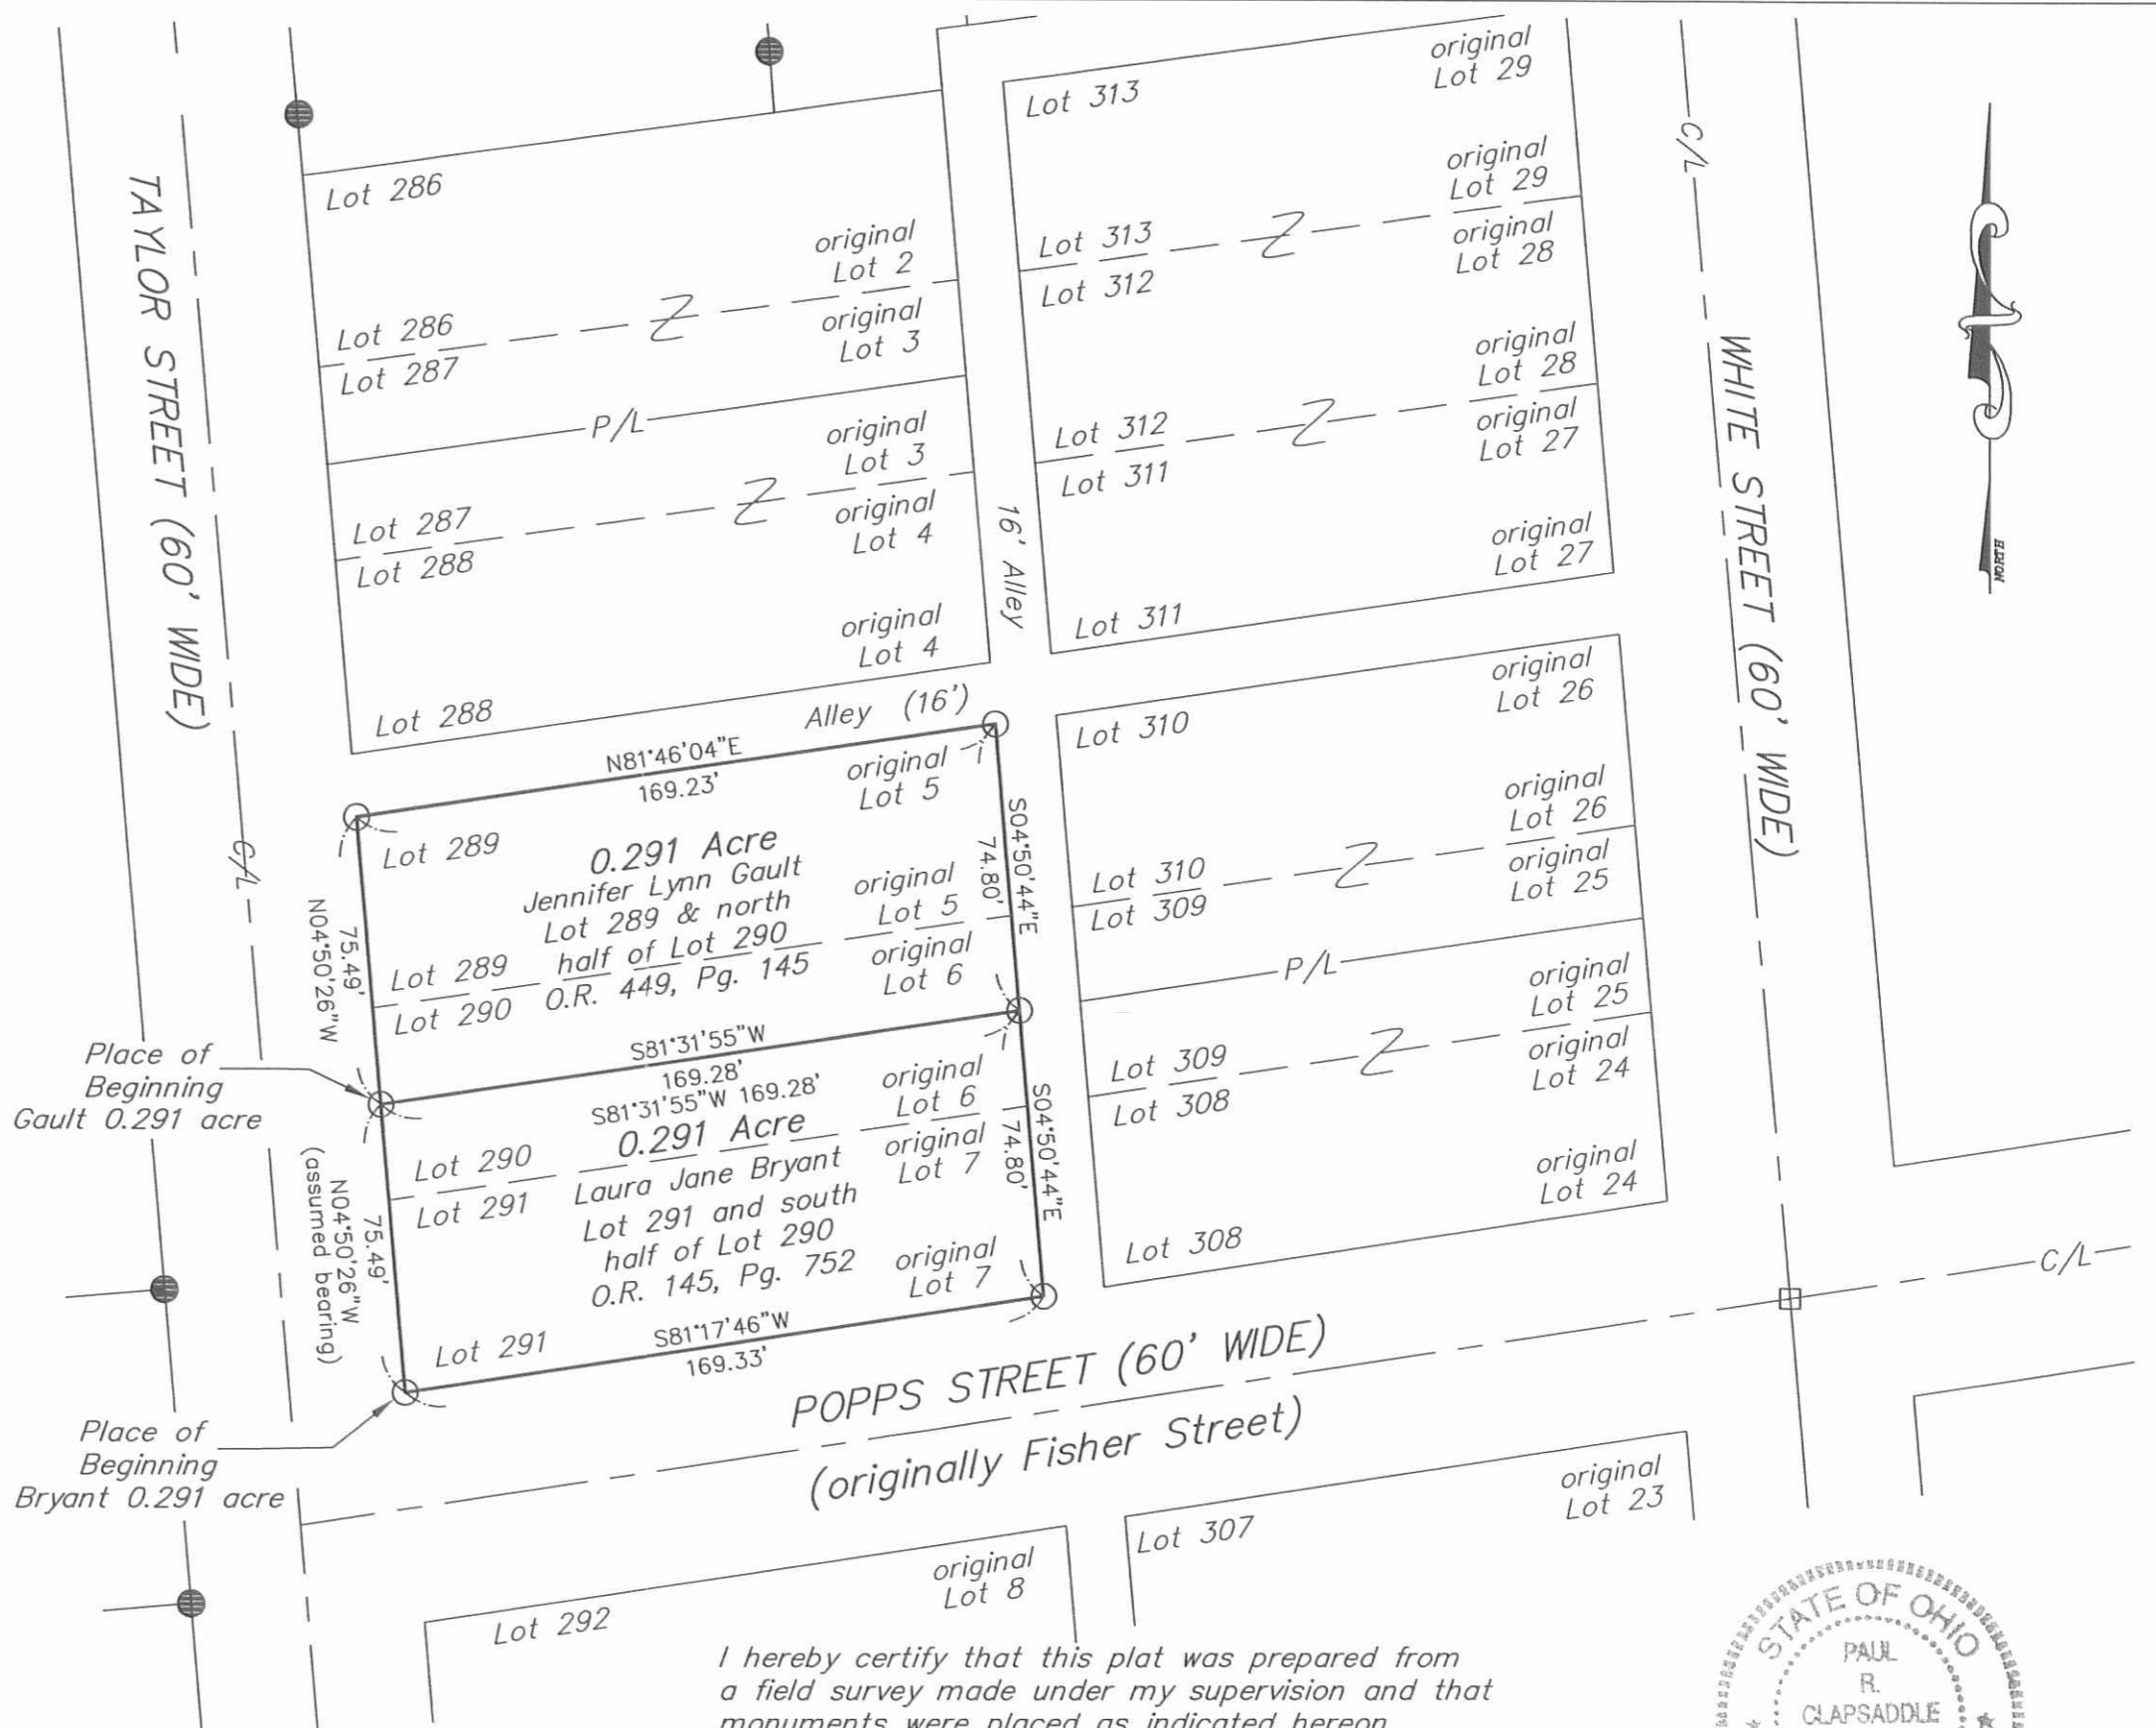 original
Lot 29
Lot 313
C/L
original
Lot 29
Lot 286
TAYLOR STREET (60' WIDE)
original
Lot 2
Lot 313
Lot 312
original
Lot 28
Lot 286
Lot 287
original
Lot 3
original
Lot 28
WHITE STREET (60' WIDE)
P/L
original
Lot 3
Lot 312
Lot 311
original
Lot 27
Lot 287
Lot 288
original
Lot 4
16' Alley
original
Lot 27
NORTH
original
Lot 4
Lot 311
Lot 288
Alley (16')
original
Lot 26
Lot 310
N81°46'04"E
169.23'
original
Lot 5
Lot 289
0.291 Acre
Jennifer Lynn Gault
Lot 289 & north
half of Lot 290
O.R. 449, Pg. 145
original
Lot 5
original
Lot 6
Lot 289
Lot 290
S04°50'44"E
74.80'
C/L
75.49'
N04°50'26"W
original
Lot 26
Lot 310
Lot 309
original
Lot 25
P/L
original
Lot 25
Place of
Beginning
Gault 0.291 acre
S81°31'55"W
169.28'
S81°31'55"W 169.28'
0.291 Acre
Laura Jane Bryant
Lot 291 and south
half of Lot 290
O.R. 145, Pg. 752
original
Lot 6
original
Lot 7
Lot 290
Lot 291
S04°50'44"E
74.80'
75.49'
N04°50'26"W
(assumed bearing)
Lot 309
Lot 308
original
Lot 24
original
Lot 24
Lot 308
original
Lot 7
Lot 291
S81°17'46"W
169.33'
C/L
POPPS STREET (60' WIDE)
(originally Fisher Street)
Place of
Beginning
Bryant 0.291 acre
original
Lot 23
Lot 307
original
Lot 8
Lot 292
I hereby certify that this plat was prepared from
a field survey made under my supervision and that
monuments were placed as indicated hereon
STATE OF OHIO
PAUL
R.
CLAPSADDLE